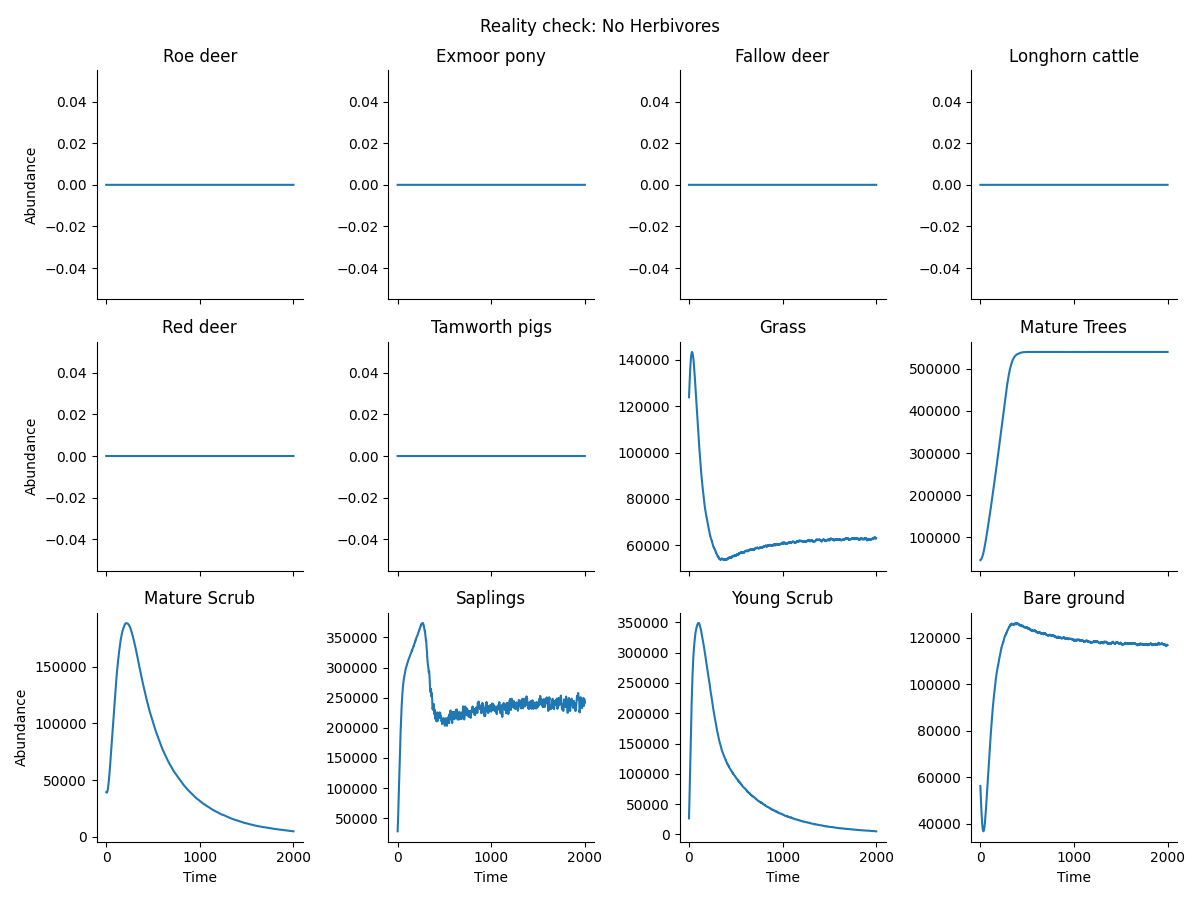 Reality check: No Herbivores
Roe deer
Exmoor pony
Fallow deer
Longhorn cattle
0.04
0.02
0.00
−0.02
−0.04
Abundance
0.04
0.02
0.00
−0.02
−0.04
0.04
0.02
0.00
−0.02
−0.04
0.04
0.02
0.00
−0.02
−0.04
Red deer
Tamworth pigs
Grass
Mature Trees
0.04
0.02
0.00
−0.02
−0.04
Abundance
0.04
0.02
0.00
−0.02
−0.04
140000
120000
100000
80000
60000
500000
400000
300000
200000
100000
Mature Scrub
Saplings
Young Scrub
Bare ground
150000
100000
50000
0
Abundance
0 1000 2000
Time
350000
300000
250000
200000
150000
100000
50000
0 1000 2000
Time
350000
300000
250000
200000
150000
100000
50000
0
0 1000 2000
Time
120000
100000
80000
60000
40000
0 1000 2000
Time